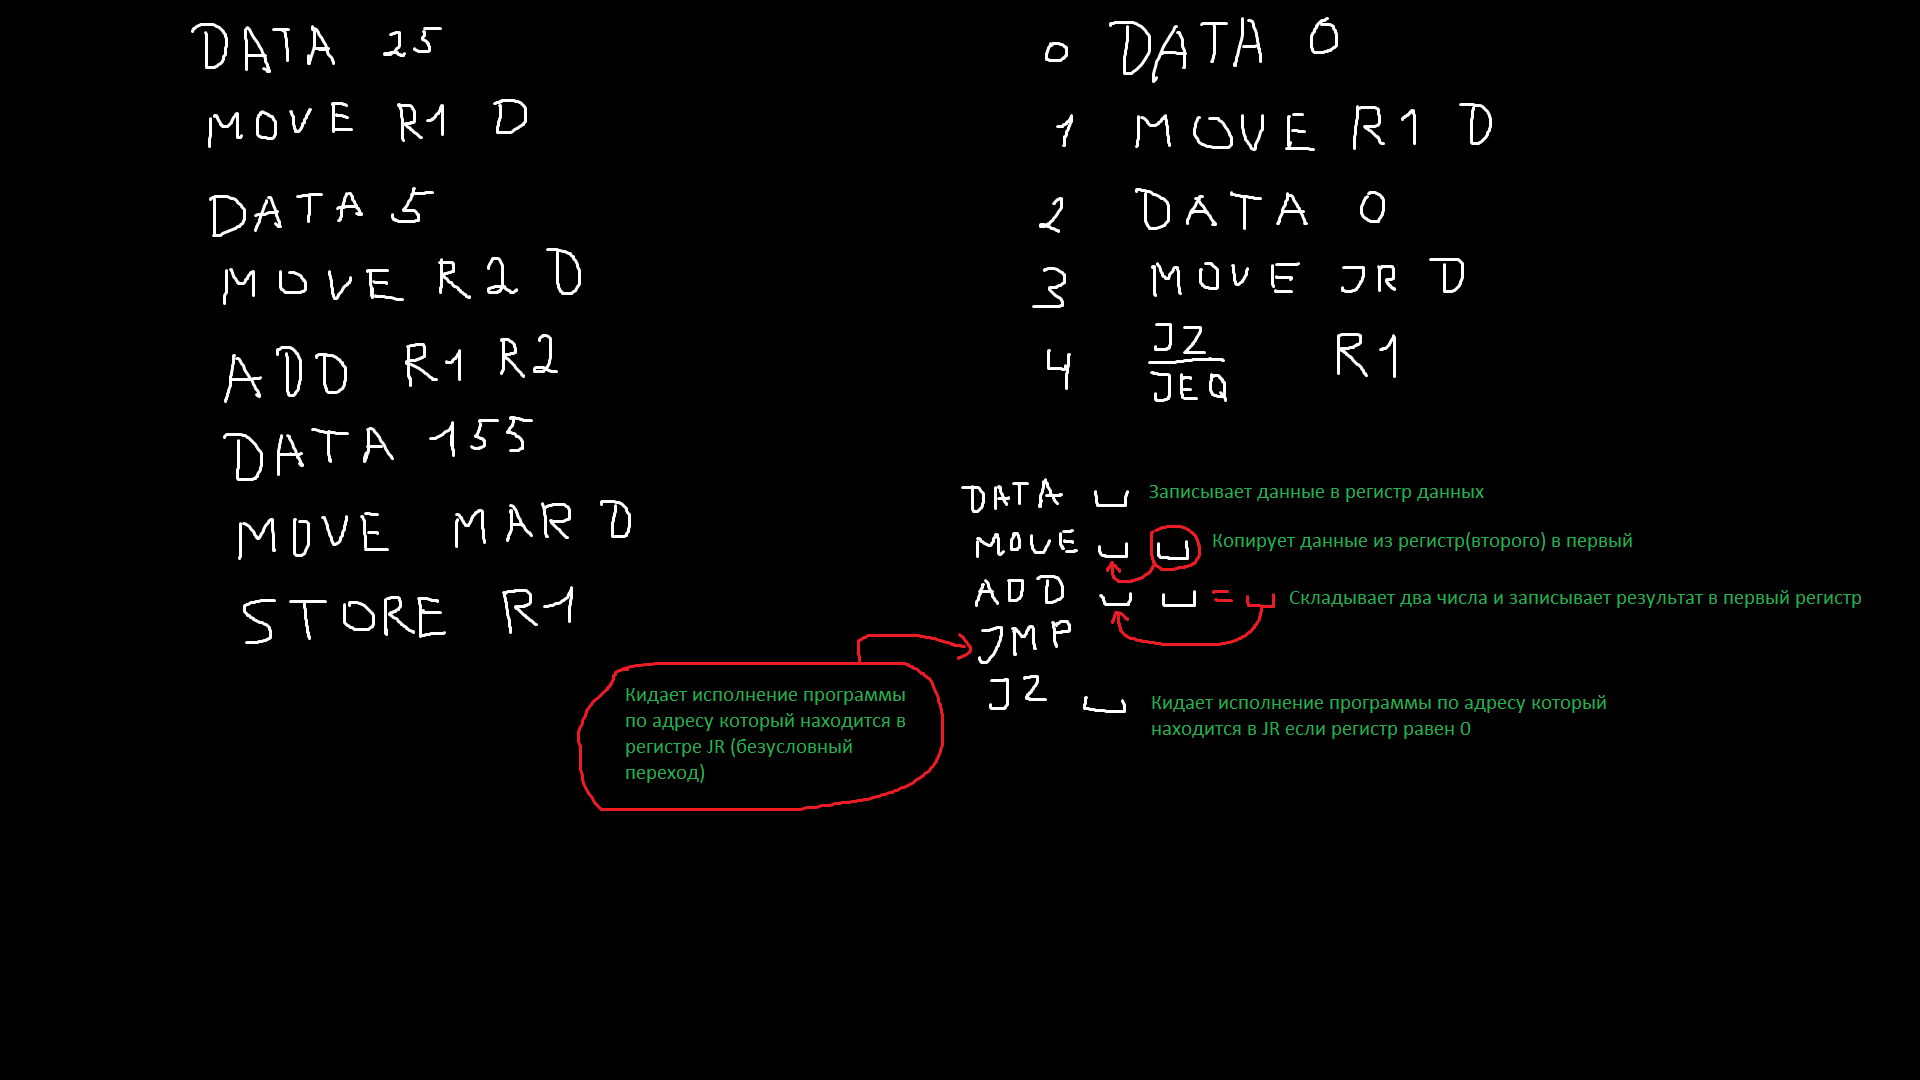 DATA 25
MOVE R1 D
DATA 5
MOVE R2 D
ADD R1 R2
DATA 155
MOVE MAR D
STORE R1
0 DATA 0
1 MOVE R1 D
2 DATA 0
3 MOVE JR D
4 JZ R1
JEQ
DATA Записывает данные в регистр данных
MOVE Копирует данные из регистр(второго) в первый
ADD = Складывает два числа и записывает результат в первый регистр
JMP
Кидает исполнение программы
по адресу который находится в
регистре JR (безусловный
переход)
JZ Кидает исполнение программы по адресу который
находится в JR если регистр равен 0